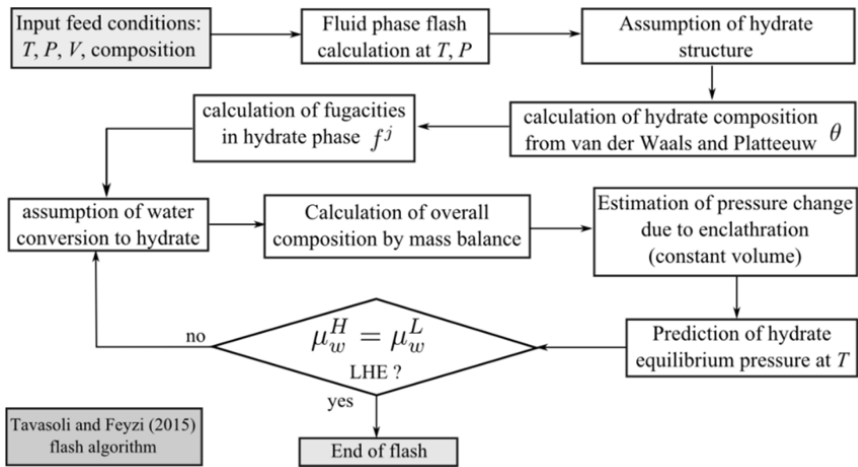 Input feed conditions:
T, P, V, composition
Fluid phase flash
calculation at T, P
Assumption of hydrate
structure
calculation of hydrate composition
from van der Waals and Platteeuw θ
calculation of fugacities
in hydrate phase f^j
assumption of water
conversion to hydrate
Calculation of overall
composition by mass balance
Estimation of pressure change
due to enclathration
(constant volume)
Prediction of hydrate
equilibrium pressure at T
μ_w^H = μ_w^L
LHE ?
no
yes
End of flash
Tavasoli and Feyzi (2015)
flash algorithm